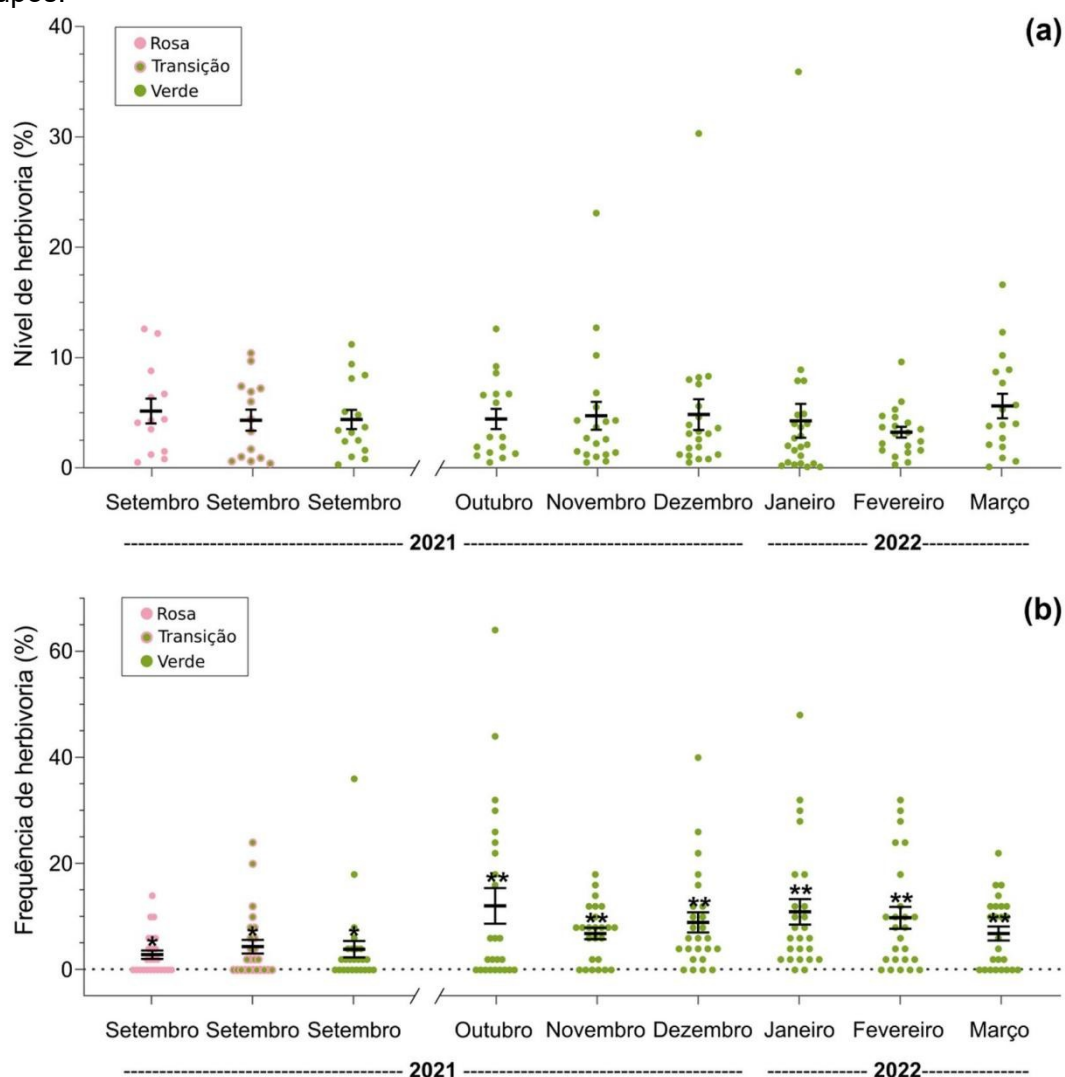 40
(a)
Rosa
Transição
Verde
30
20
10
0
Nível de herbivoria (%)
Setembro Setembro Setembro Outubro Novembro Dezembro Janeiro Fevereiro Março
2021 2022
(b)
Rosa
Transição
Verde
60
40
20
0
Frequência de herbivoria (%)
* * * ** ** ** ** ** **
Setembro Setembro Setembro Outubro Novembro Dezembro Janeiro Fevereiro Março
2021 2022